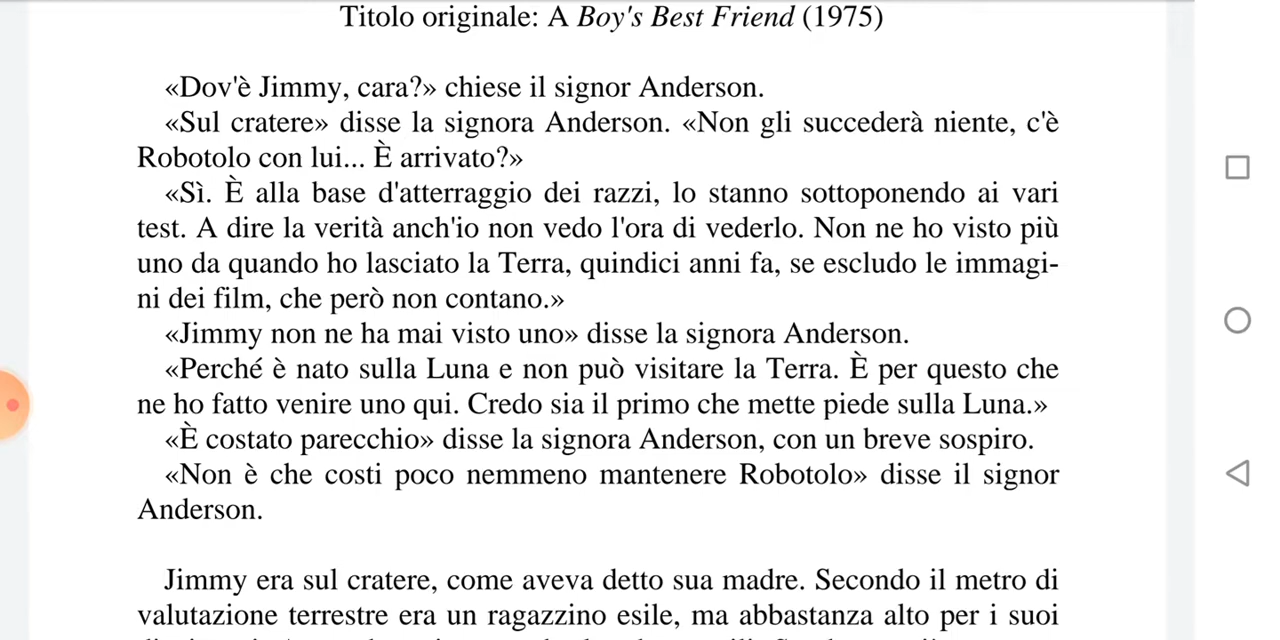 Titolo originale: A Boy's Best Friend (1975)
«Dov'è Jimmy, cara?» chiese il signor Anderson.
«Sul cratere» disse la signora Anderson. «Non gli succederà niente, c'è
Robotolo con lui... È arrivato?»
«Sì. È alla base d'atterraggio dei razzi, lo stanno sottoponendo ai vari
test. A dire la verità anch'io non vedo l'ora di vederlo. Non ne ho visto più
uno da quando ho lasciato la Terra, quindici anni fa, se escludo le immagi-
ni dei film, che però non contano.»
«Jimmy non ne ha mai visto uno» disse la signora Anderson.
«Perché è nato sulla Luna e non può visitare la Terra. È per questo che
ne ho fatto venire uno qui. Credo sia il primo che mette piede sulla Luna.»
«È costato parecchio» disse la signora Anderson, con un breve sospiro.
«Non è che costi poco nemmeno mantenere Robotolo» disse il signor
Anderson.
Jimmy era sul cratere, come aveva detto sua madre. Secondo il metro di
valutazione terrestre era un ragazzino esile, ma abbastanza alto per i suoi